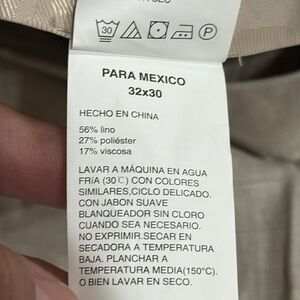 30
P
PARA MEXICO
32x30
HECHO EN CHINA
56% lino
27% poliéster
17% viscosa
LAVAR A MÁQUINA EN AGUA
FRIA (30℃) CON COLORES
SIMILARES,CICLO DELICADO.
CON JABON SUAVE
BLANQUEADOR SIN CLORO
CUANDO SEA NECESARIO.
NO EXPRIMIR.SECAR EN
SECADORA A TEMPERATURA
BAJA. PLANCHAR A
TEMPERATURA MEDIA(150°C).
O BIEN LAVAR EN SECO.